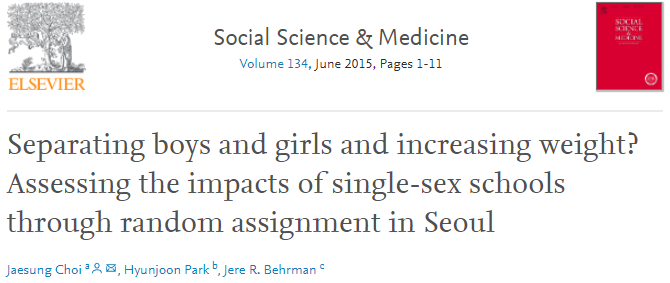 Social Science & Medicine
Volume 134, June 2015, Pages 1-11
ELSEVIER
SOCIAL
SCIENCE
& MEDICINE
Separating boys and girls and increasing weight?
Assessing the impacts of single-sex schools
through random assignment in Seoul
Jaesung Choi a, Hyunjoon Park b, Jere R. Behrman c